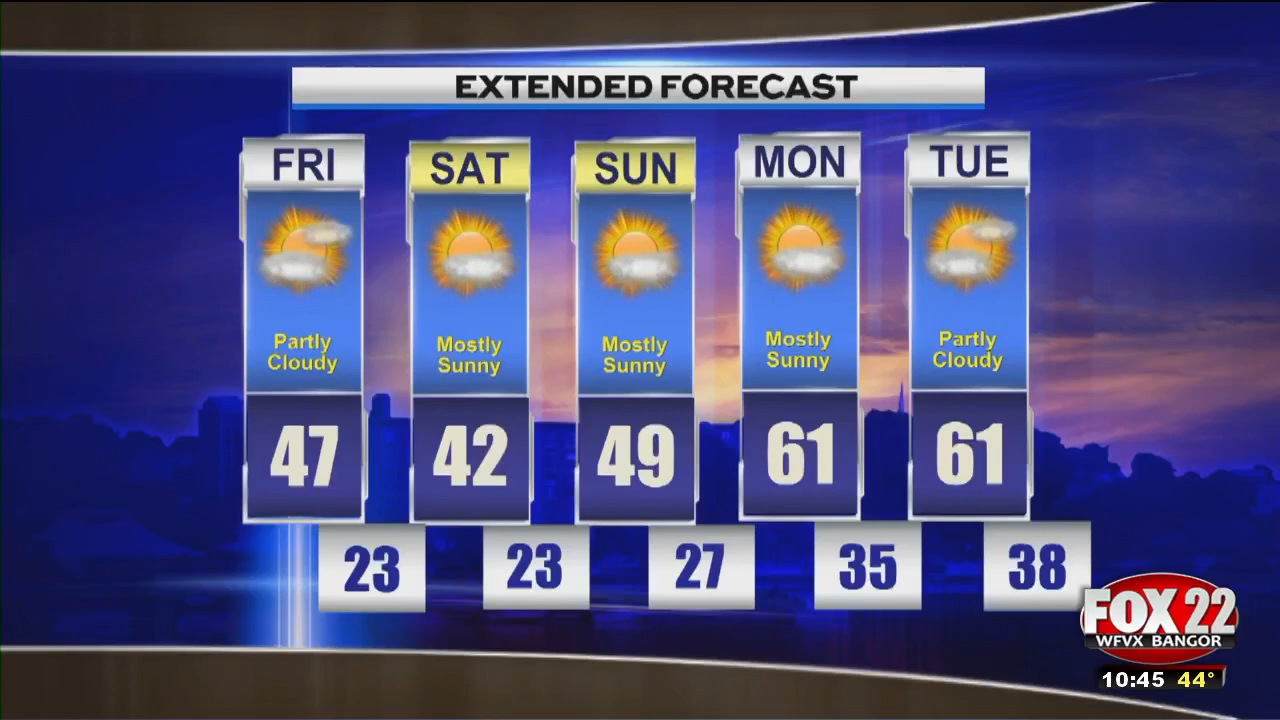 EXTENDED FORECAST
FRI SAT SUN MON TUE
Partly Cloudy
Mostly Sunny
Mostly Sunny
Mostly Sunny
Partly Cloudy
47 42 49 61 61
23 23 27 35 38
FOX 22
WFVX BANGOR
10:45 44°